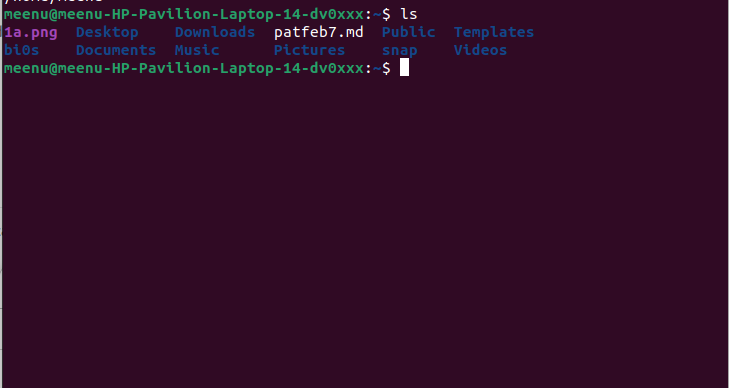 meenu@meenu-HP-Pavilion-Laptop-14-dv0xxx:~$ ls
1a.png Desktop Downloads patfeb7.md Public Templates
bi0s Documents Music Pictures snap Videos
meenu@meenu-HP-Pavilion-Laptop-14-dv0xxx:~$